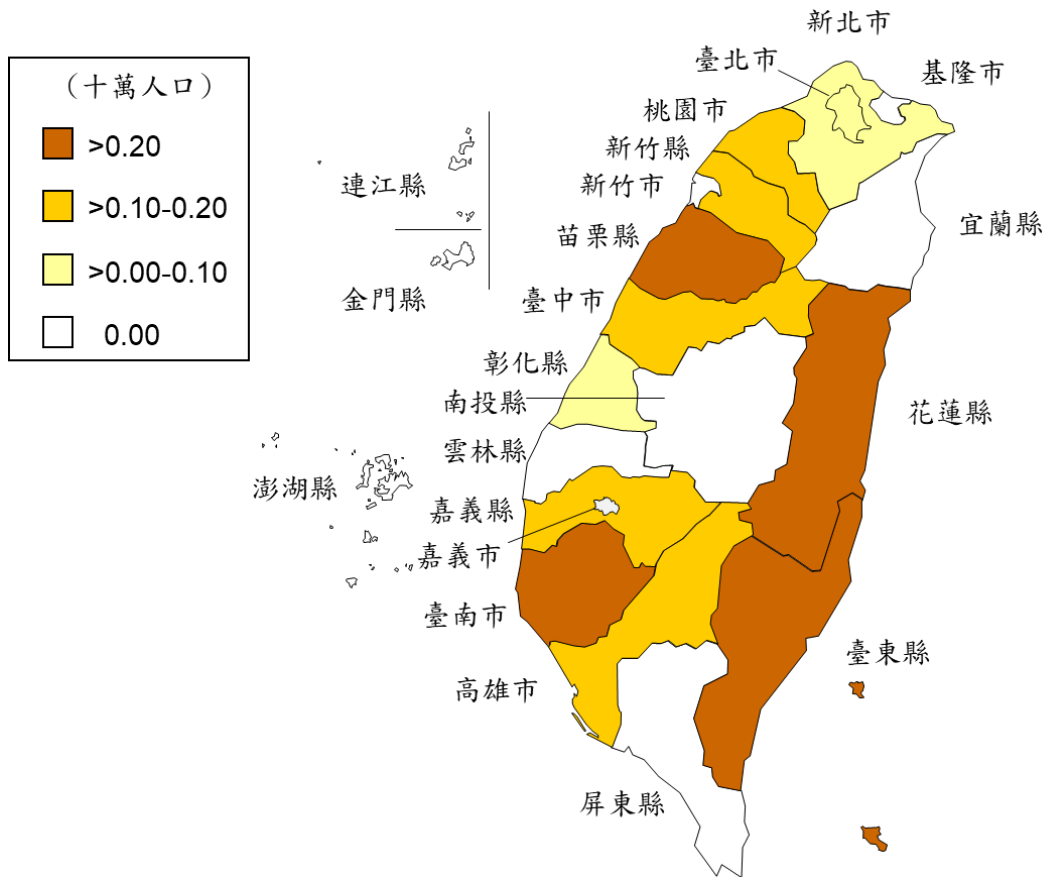 （十萬人口）
>0.20
>0.10-0.20
>0.00-0.10
0.00
新北市
臺北市
基隆市
桃園市
新竹縣
新竹市
連江縣
苗栗縣
宜蘭縣
金門縣
臺中市
彰化縣
南投縣
花蓮縣
雲林縣
澎湖縣
嘉義縣
嘉義市
臺南市
臺東縣
高雄市
屏東縣